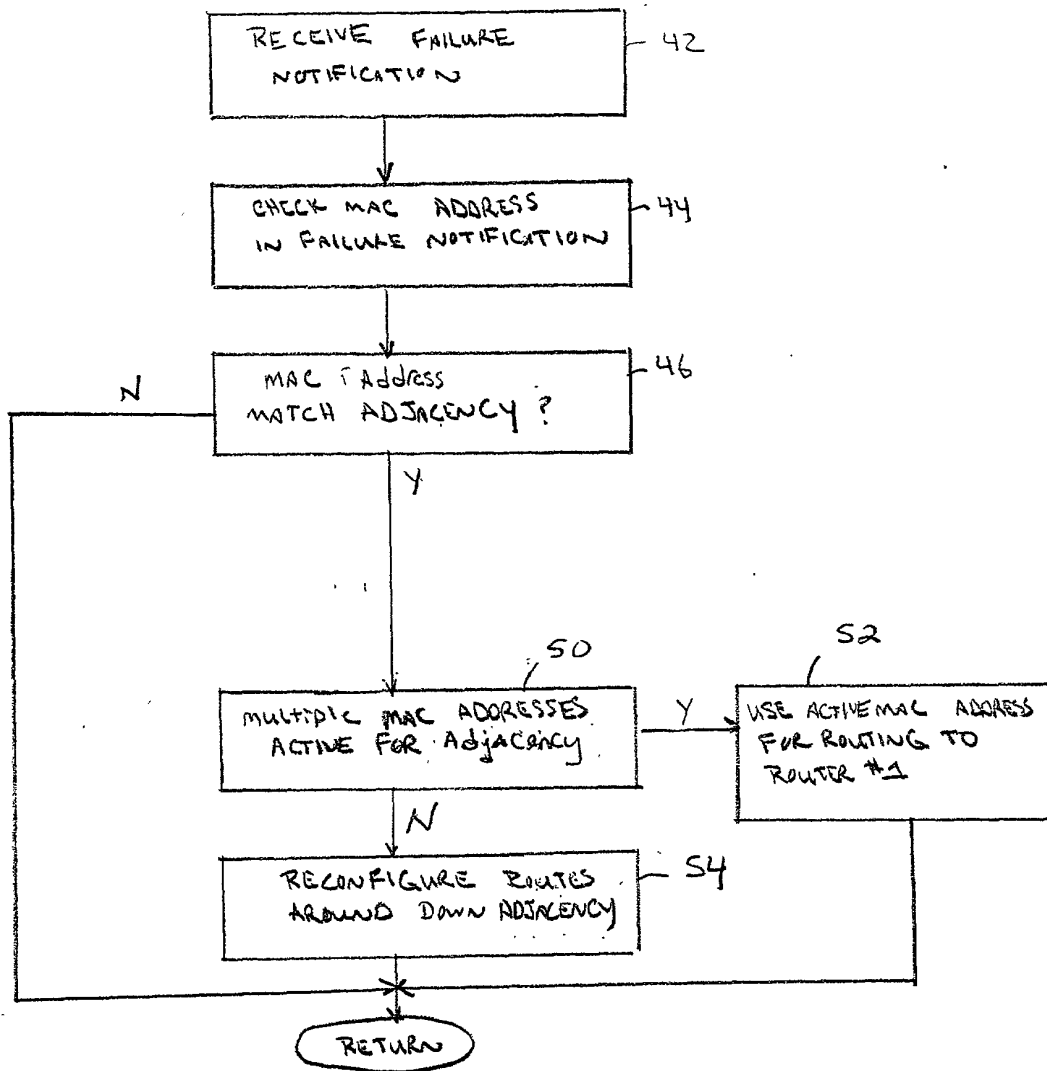 RECEIVE FAILURE
NOTIFICATION
42
CHECK MAC ADDRESS
IN FAILURE NOTIFICATION
44
MAC Address
MATCH ADJACENCY ?
46
N
Y
50
multiple MAC ADDRESSES
ACTIVE FOR Adjacency
Y
52
USE ACTIVE MAC ADDRESS
FOR ROUTING TO
ROUTER #1
N
RECONFIGURE ROUTES
AROUND DOWN ADJACENCY
54
RETURN